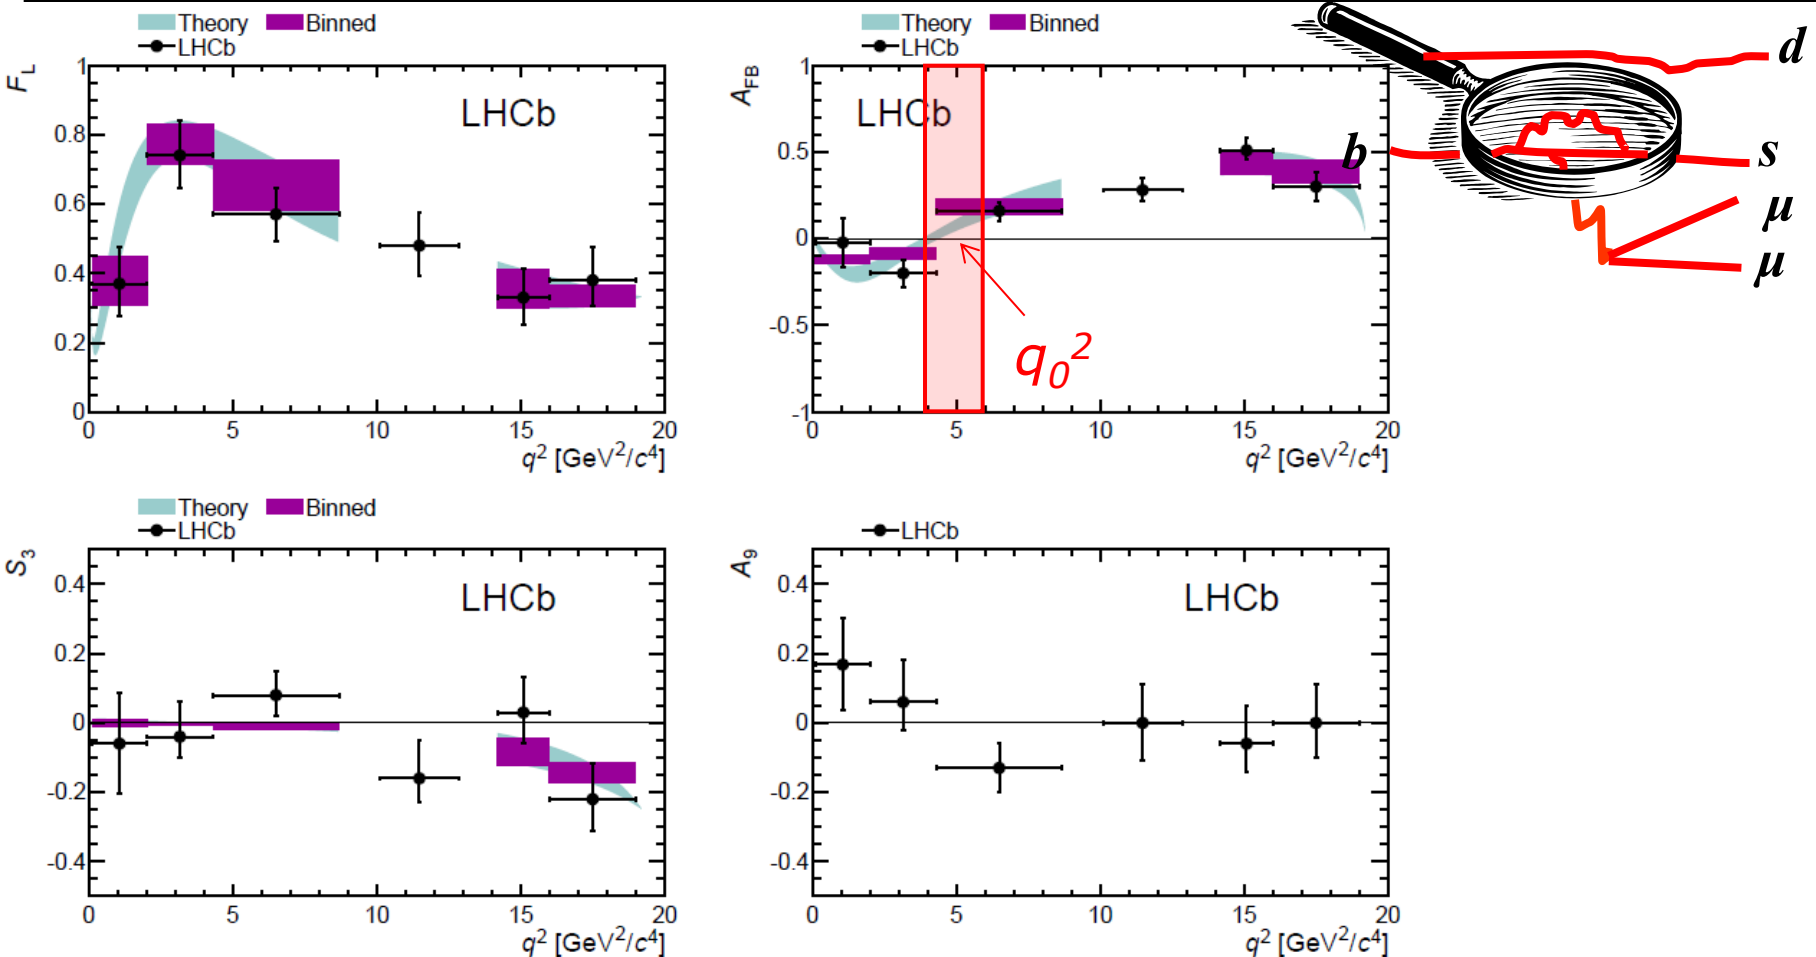 Theory Binned
LHCb
F_L
LHCb
1
0.8
0.6
0.4
0.2
0
0 5 10 15 20
q² [GeV²/c⁴]
Theory Binned
LHCb
A_FB
LHCb
1
0.5
0
-0.5
-1
0 5 10 15 20
q² [GeV²/c⁴]
q₀²
d
b
s
μ
μ
Theory Binned
LHCb
S₃
LHCb
0.4
0.2
0
-0.2
-0.4
0 5 10 15 20
q² [GeV²/c⁴]
LHCb
A₉
LHCb
0.4
0.2
0
-0.2
-0.4
0 5 10 15 20
q² [GeV²/c⁴]